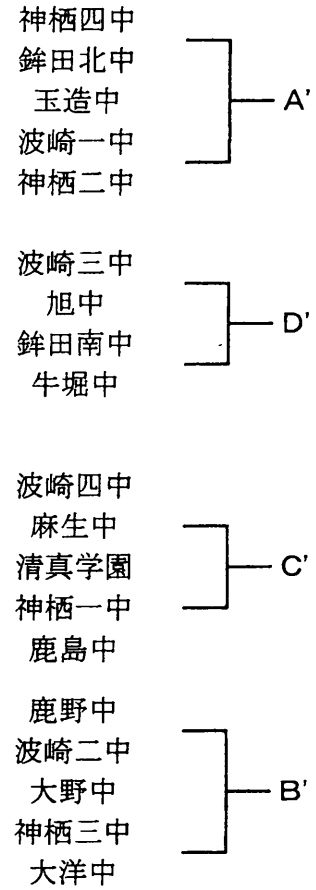 神栖四中
鉾田北中
玉造中
A'
波崎一中
神栖二中
波崎三中
旭中
D'
鉾田南中
牛堀中
波崎四中
麻生中
清真学園
C'
神栖一中
鹿島中
鹿野中
波崎二中
大野中
B'
神栖三中
大洋中